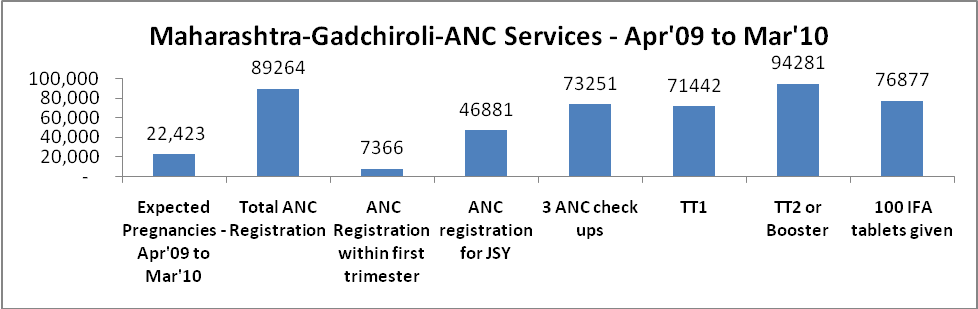 Maharashtra-Gadchiroli-ANC Services - Apr'09 to Mar'10
100,000
80,000
60,000
40,000
20,000
-
22,423
89264
7366
46881
73251
71442
94281
76877
Expected
Pregnancies -
Apr'09 to
Mar'10
Total ANC
Registration
ANC
Registration
within first
trimester
ANC
registration
for JSY
3 ANC check
ups
TT1
TT2 or
Booster
100 IFA
tablets given